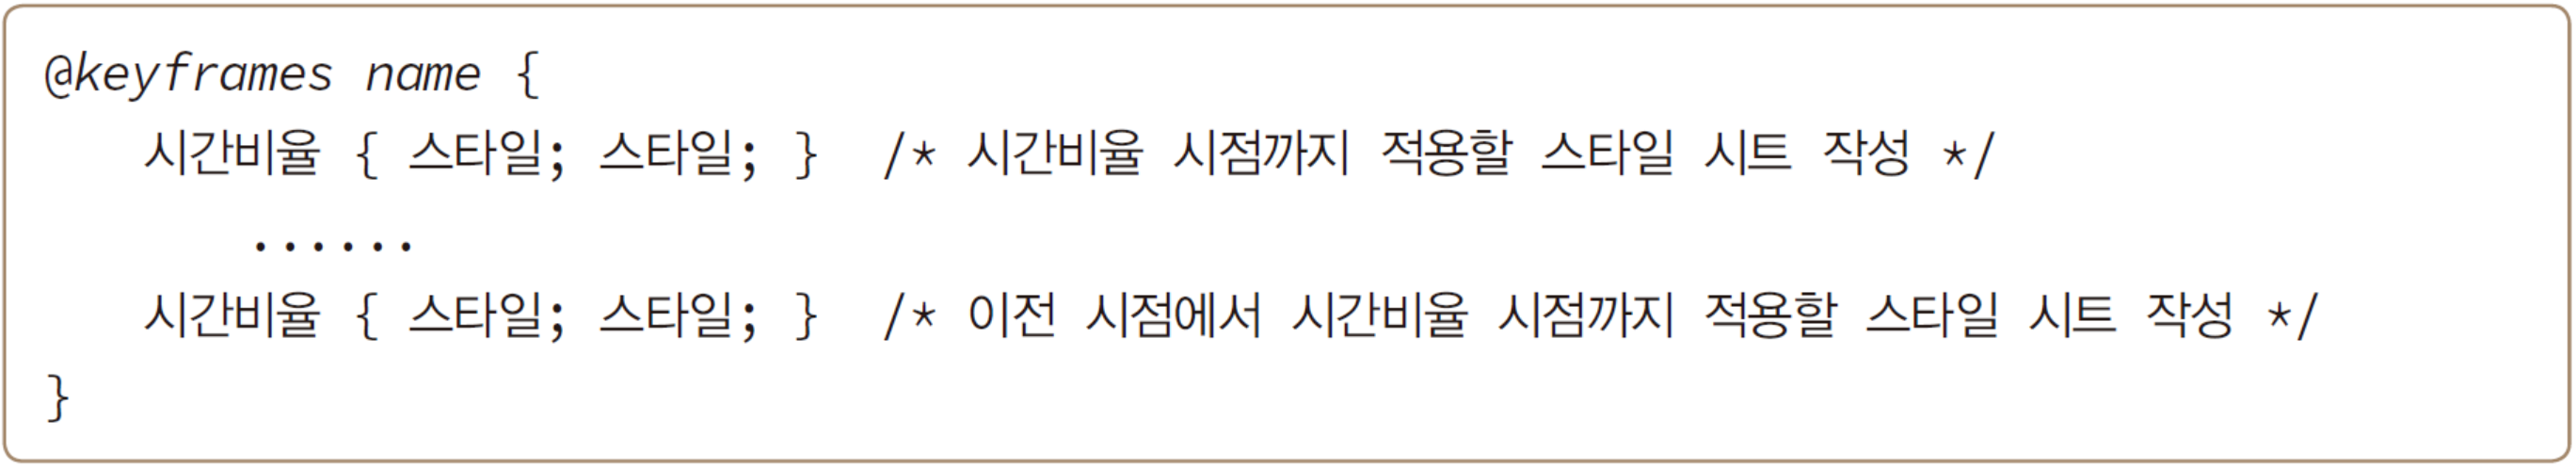 @keyframes name {
시간비율 { 스타일; 스타일; } /* 시간비율 시점까지 적용할 스타일 시트 작성 */
......
시간비율 { 스타일; 스타일; } /* 이전 시점에서 시간비율 시점까지 적용할 스타일 시트 작성 */
}